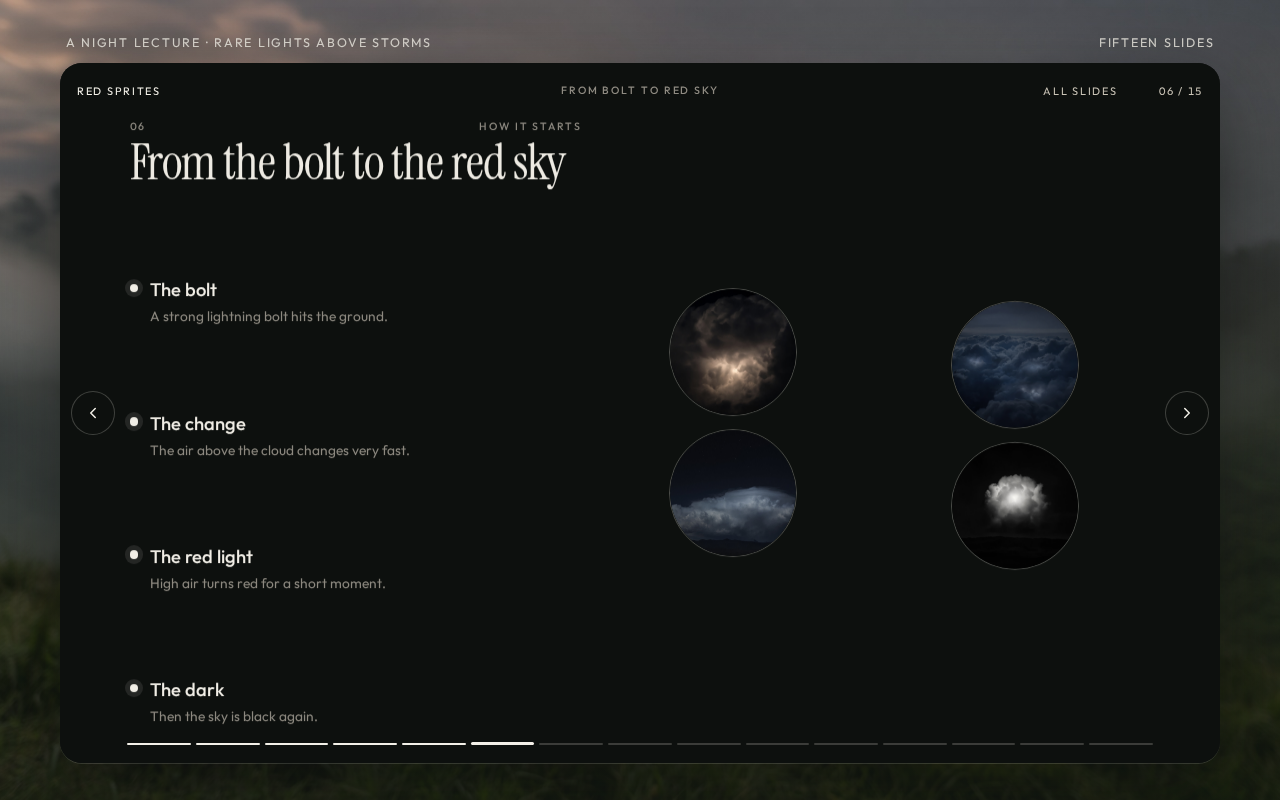 A NIGHT LECTURE · RARE LIGHTS ABOVE STORMS
FIFTEEN SLIDES
RED SPRITES
FROM BOLT TO RED SKY
ALL SLIDES
06 / 15
06
HOW IT STARTS
From the bolt to the red sky
The bolt
A strong lightning bolt hits the ground.
The change
The air above the cloud changes very fast.
The red light
High air turns red for a short moment.
The dark
Then the sky is black again.